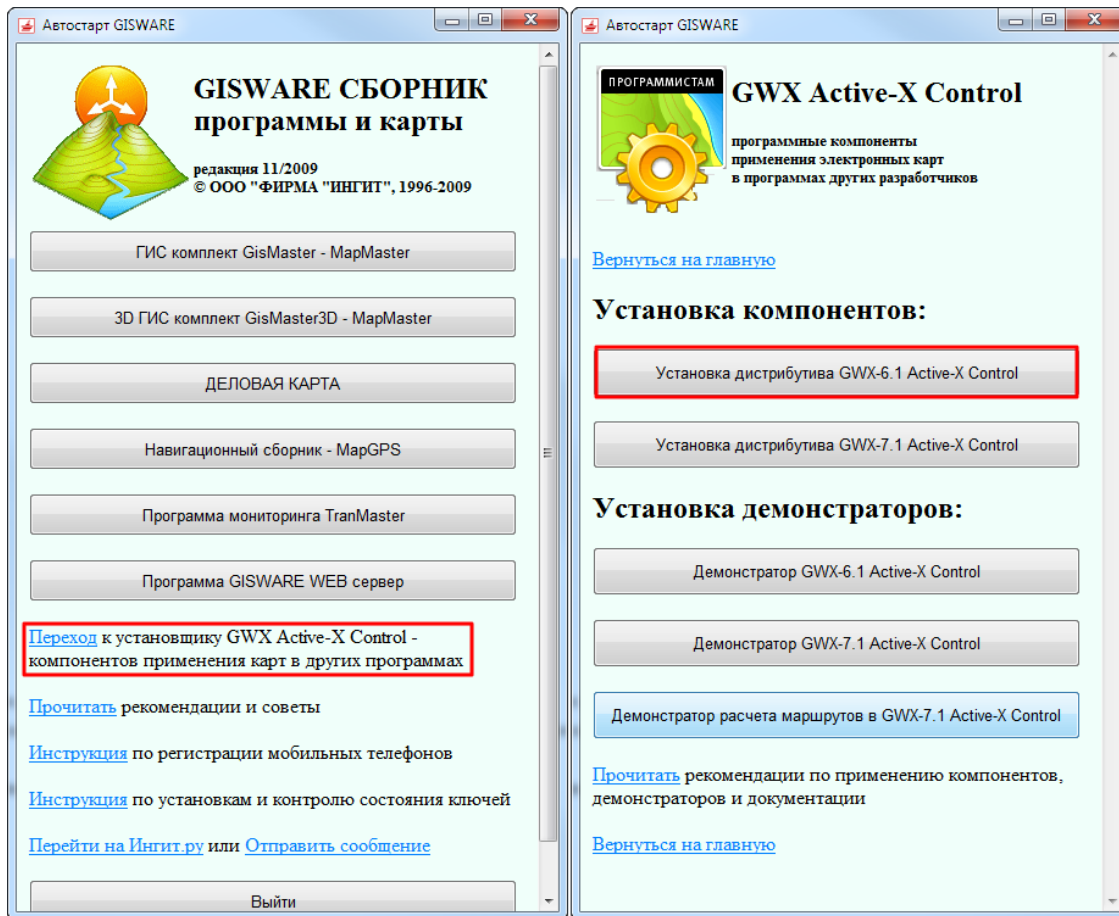 Автостарт GISWARE
GISWARE СБОРНИК
программы и карты
редакция 11/2009
© ООО "ФИРМА "ИНГИТ", 1996-2009
ГИС комплект GisMaster - MapMaster
3D ГИС комплект GisMaster3D - MapMaster
ДЕЛОВАЯ КАРТА
Навигационный сборник - MapGPS
Программа мониторинга TranMaster
Программа GISWARE WEB сервер
Переход к установщику GWX Active-X Control -
компонентов применения карт в других программах
Прочитать рекомендации и советы
Инструкция по регистрации мобильных телефонов
Инструкция по установкам и контролю состояния ключей
Перейти на Ингит.ру или Отправить сообщение
Выйти
Автостарт GISWARE
ПРОГРАММИСТАМ
GWX Active-X Control
программные компоненты
применения электронных карт
в программах других разработчиков
Вернуться на главную
Установка компонентов:
Установка дистрибутива GWX-6.1 Active-X Control
Установка дистрибутива GWX-7.1 Active-X Control
Установка демонстраторов:
Демонстратор GWX-6.1 Active-X Control
Демонстратор GWX-7.1 Active-X Control
Демонстратор расчета маршрутов в GWX-7.1 Active-X Control
Прочитать рекомендации по применению компонентов,
демонстраторов и документации
Вернуться на главную